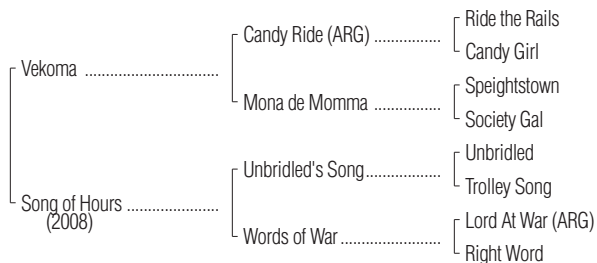 Ride the Rails
Candy Ride (ARG) ................
Candy Girl
Vekoma ................................
Speightstown
Mona de Momma ................
Society Gal
Unbridled
Unbridled's Song..................
Trolley Song
Song of Hours ......................
(2008)
Lord At War (ARG)
Words of War ........................
Right Word